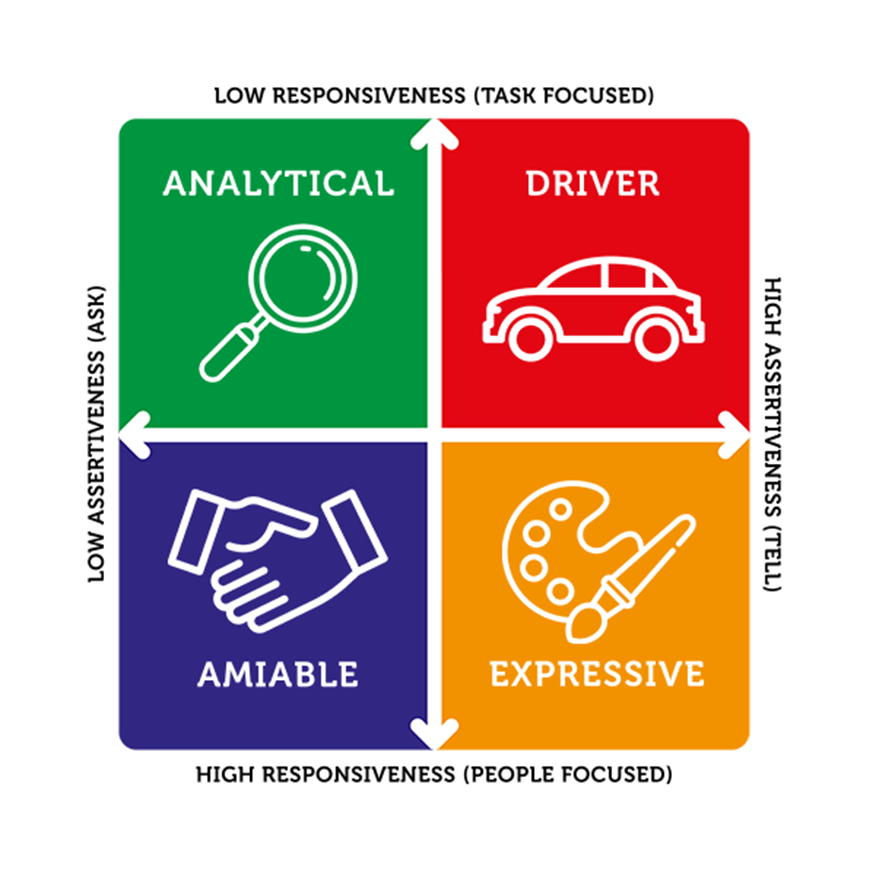 LOW RESPONSIVENESS (TASK FOCUSED)
ANALYTICAL
DRIVER
LOW ASSERTIVENESS (ASK)
HIGH ASSERTIVENESS (TELL)
AMIABLE
EXPRESSIVE
HIGH RESPONSIVENESS (PEOPLE FOCUSED)